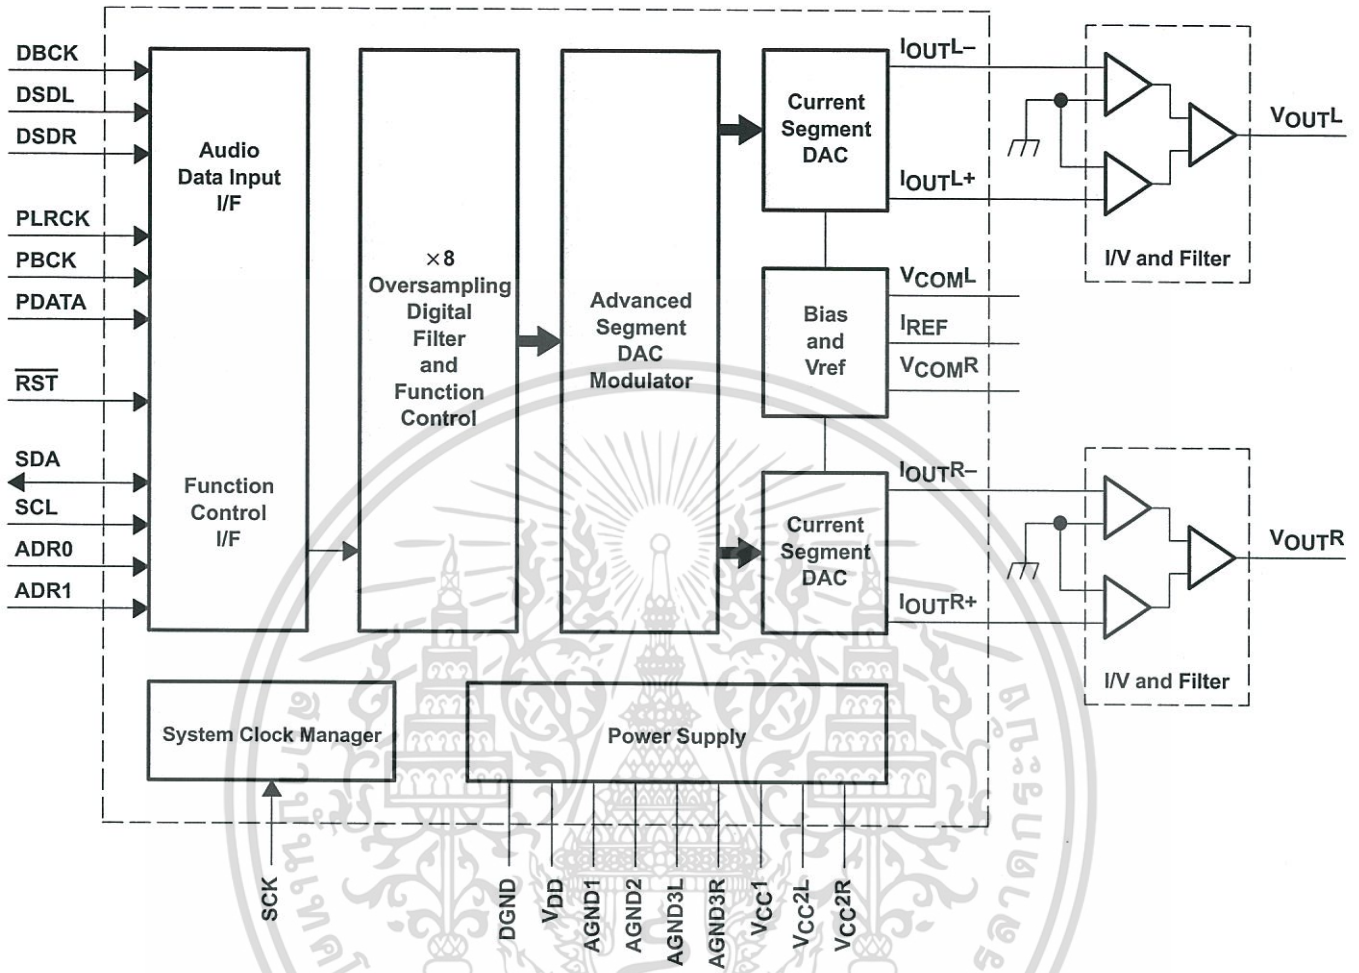 DBCK
DSDL
DSDR
PLRCK
PBCK
PDATA
RST
SDA
SCL
ADR0
ADR1
Audio
Data Input
I/F
Function
Control
I/F
×8
Oversampling
Digital
Filter
and
Function
Control
Advanced
Segment
DAC
Modulator
Current
Segment
DAC
Bias
and
Vref
Current
Segment
DAC
IOUTL–
IOUTL+
VCOML
IREF
VCOMR
IOUTR–
IOUTR+
VOUTL
I/V and Filter
VOUTR
I/V and Filter
System Clock Manager
Power Supply
SCK
DGND
VDD
AGND1
AGND2
AGND3L
AGND3R
VCC1
VCC2L
VCC2R